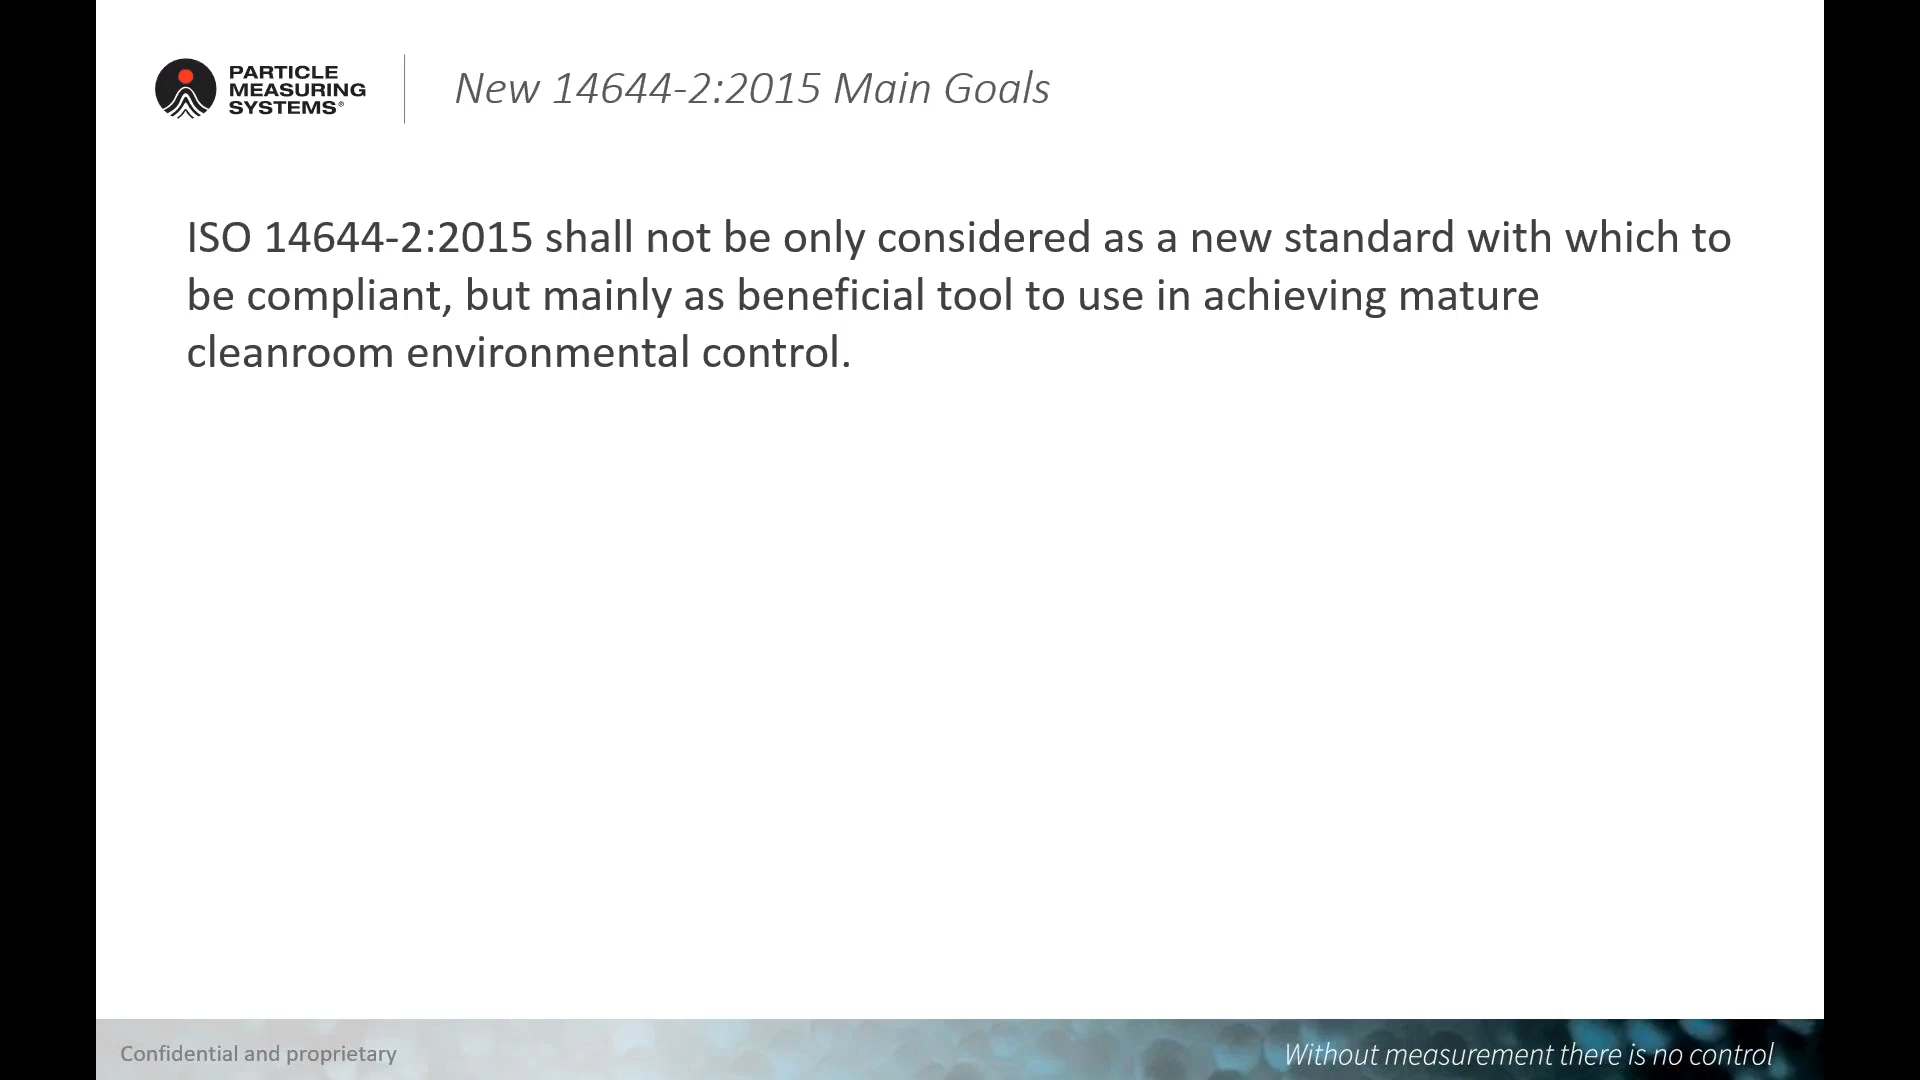 PARTICLE
MEASURING
SYSTEMS®
New 14644-2:2015 Main Goals
ISO 14644-2:2015 shall not be only considered as a new standard with which to
be compliant, but mainly as beneficial tool to use in achieving mature
cleanroom environmental control.
Confidential and proprietary
Without measurement there is no control